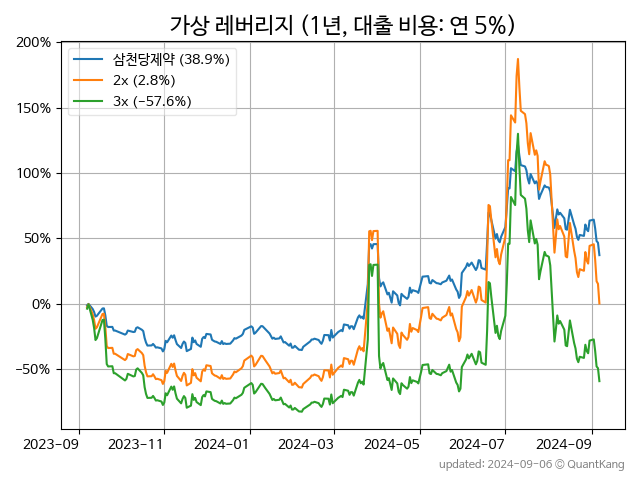 가상 레버리지 (1년, 대출 비용: 연 5%)
삼천당제약 (38.9%)
2x (2.8%)
3x (−57.6%)
200%
150%
100%
50%
0%
−50%
2023-09 2023-11 2024-01 2024-03 2024-05 2024-07 2024-09
updated: 2024-09-06 © QuantKang